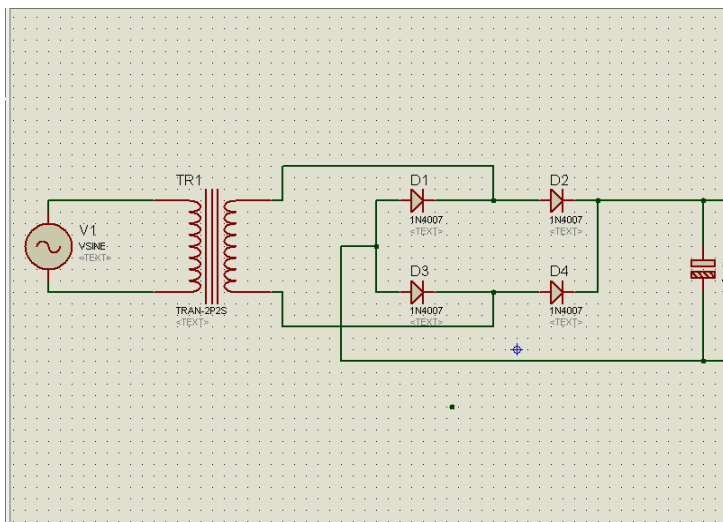 TR1
V1
VSINE
<TEXT>
TRAN-2P2S
<TEXT>
D1
1N4007
<TEXT>
D2
1N4007
<TEXT>
D3
1N4007
<TEXT>
D4
1N4007
<TEXT>